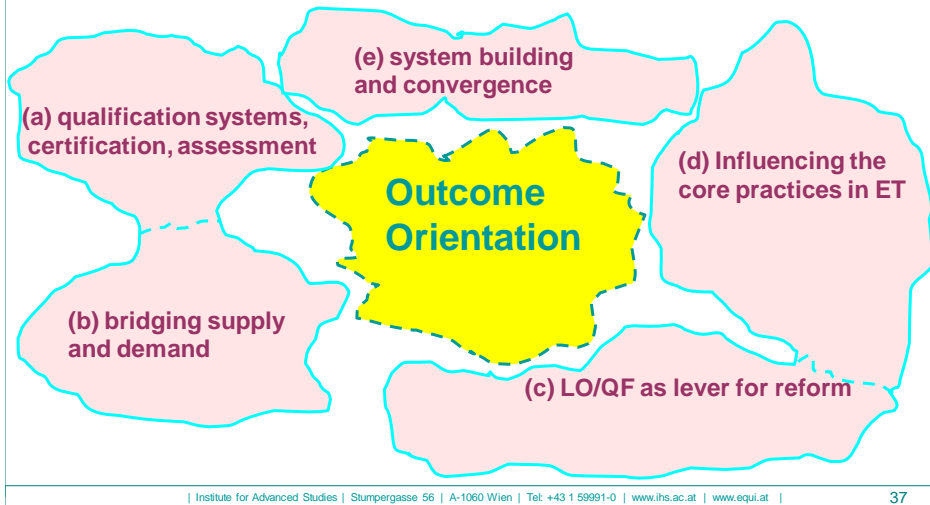 (e) system building
and convergence
(a) qualification systems,
certification, assessment
(d) Influencing the
core practices in ET
Outcome
Orientation
(b) bridging supply
and demand
(c) LO/QF as lever for reform
| Institute for Advanced Studies | Stumpergasse 56 | A-1060 Wien | Tel: +43 1 59991-0 | www.ihs.ac.at | www.equi.at |
37